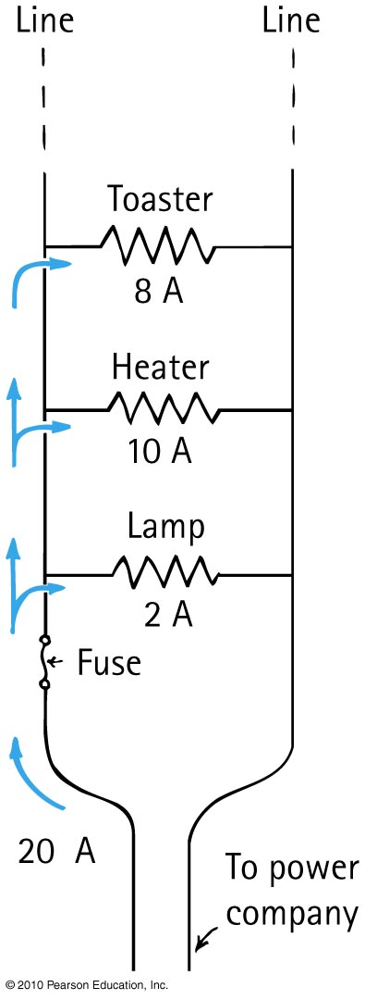 Line Line
Toaster
8 A
Heater
10 A
Lamp
2 A
Fuse
20 A
To power
company
© 2010 Pearson Education, Inc.